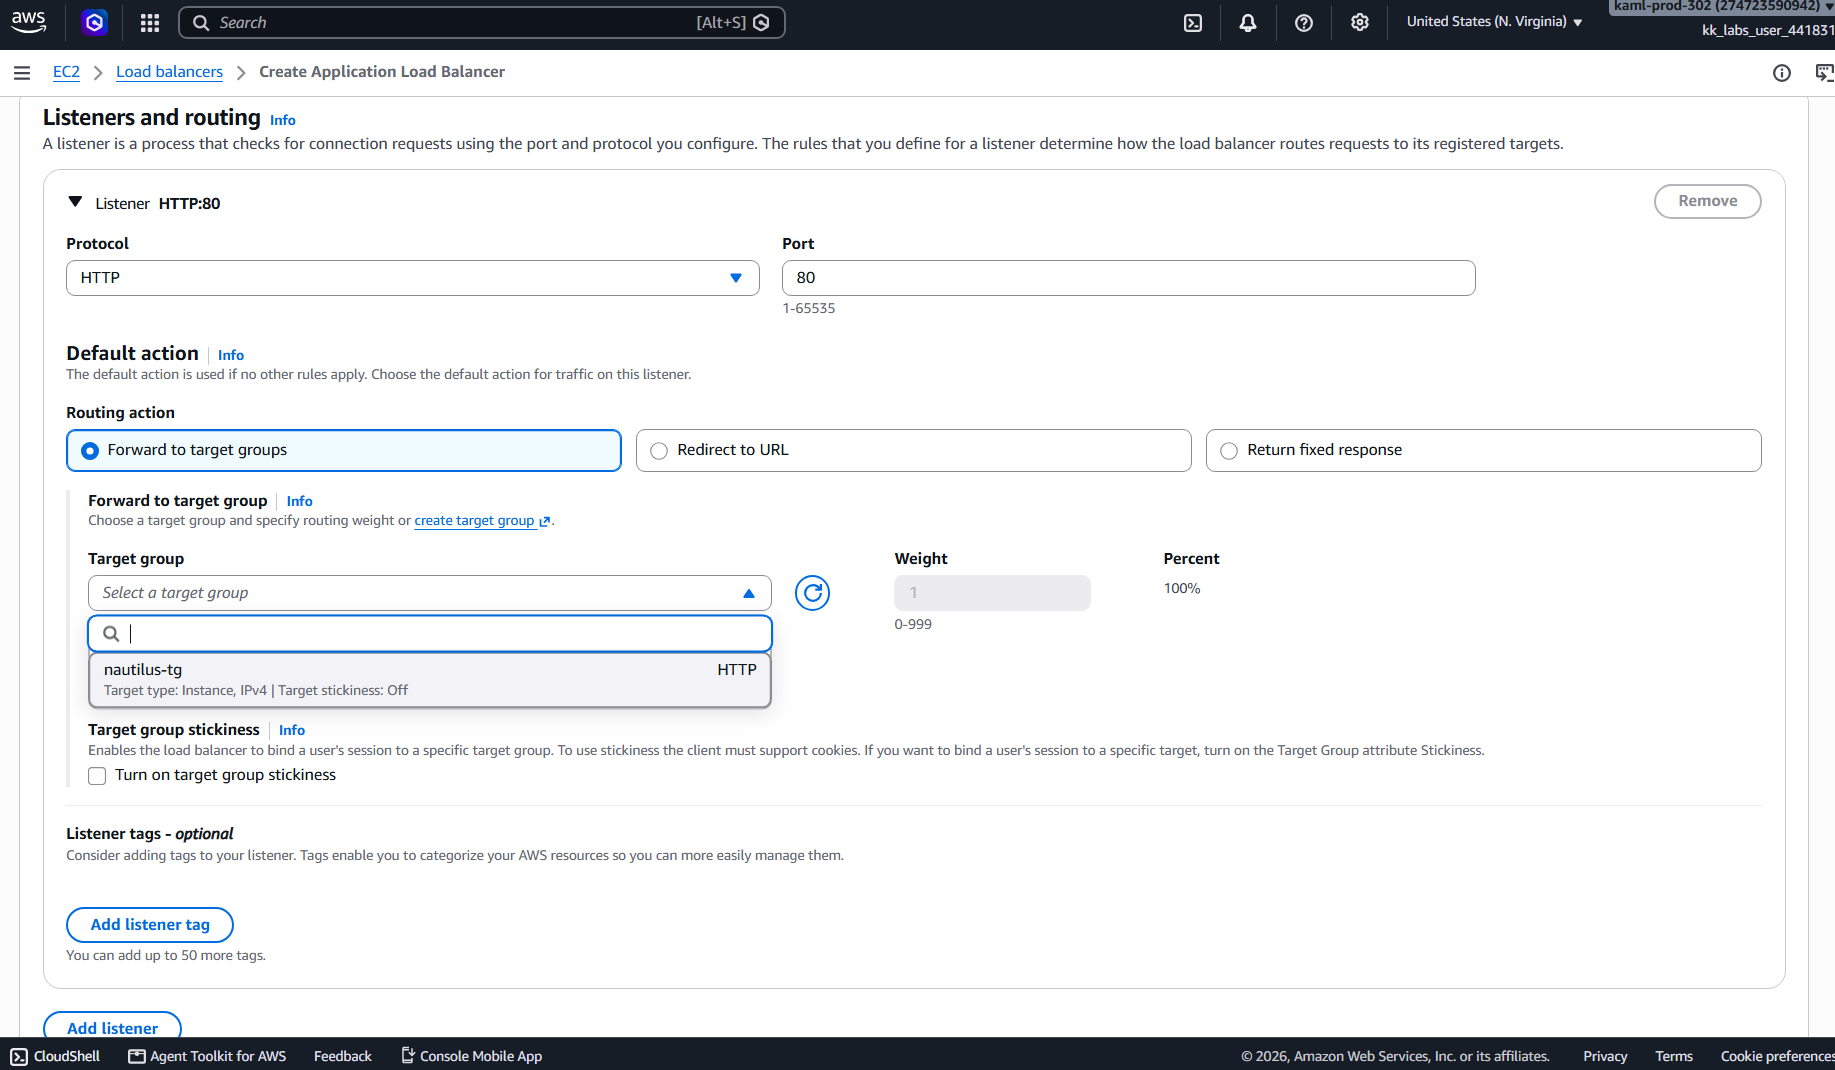 aws
Search [Alt+S]
United States (N. Virginia)
kaml-prod-302 (274723590942)
kk_labs_user_441831
EC2 Load balancers Create Application Load Balancer
Listeners and routing Info
A listener is a process that checks for connection requests using the port and protocol you configure. The rules that you define for a listener determine how the load balancer routes requests to its registered targets.
Listener HTTP:80
Remove
Protocol Port
HTTP 80
1-65535
Default action Info
The default action is used if no other rules apply. Choose the default action for traffic on this listener.
Routing action
Forward to target groups Redirect to URL Return fixed response
Forward to target group Info
Choose a target group and specify routing weight or create target group.
Target group Weight Percent
Select a target group 1 100%
0-999
nautilus-tg HTTP
Target type: Instance, IPv4 | Target stickiness: Off
Target group stickiness Info
Enables the load balancer to bind a user's session to a specific target group. To use stickiness the client must support cookies. If you want to bind a user's session to a specific target, turn on the Target Group attribute Stickiness.
Turn on target group stickiness
Listener tags - optional
Consider adding tags to your listener. Tags enable you to categorize your AWS resources so you can more easily manage them.
Add listener tag
You can add up to 50 more tags.
Add listener
CloudShell Agent Toolkit for AWS Feedback Console Mobile App © 2026, Amazon Web Services, Inc. or its affiliates. Privacy Terms Cookie preferences